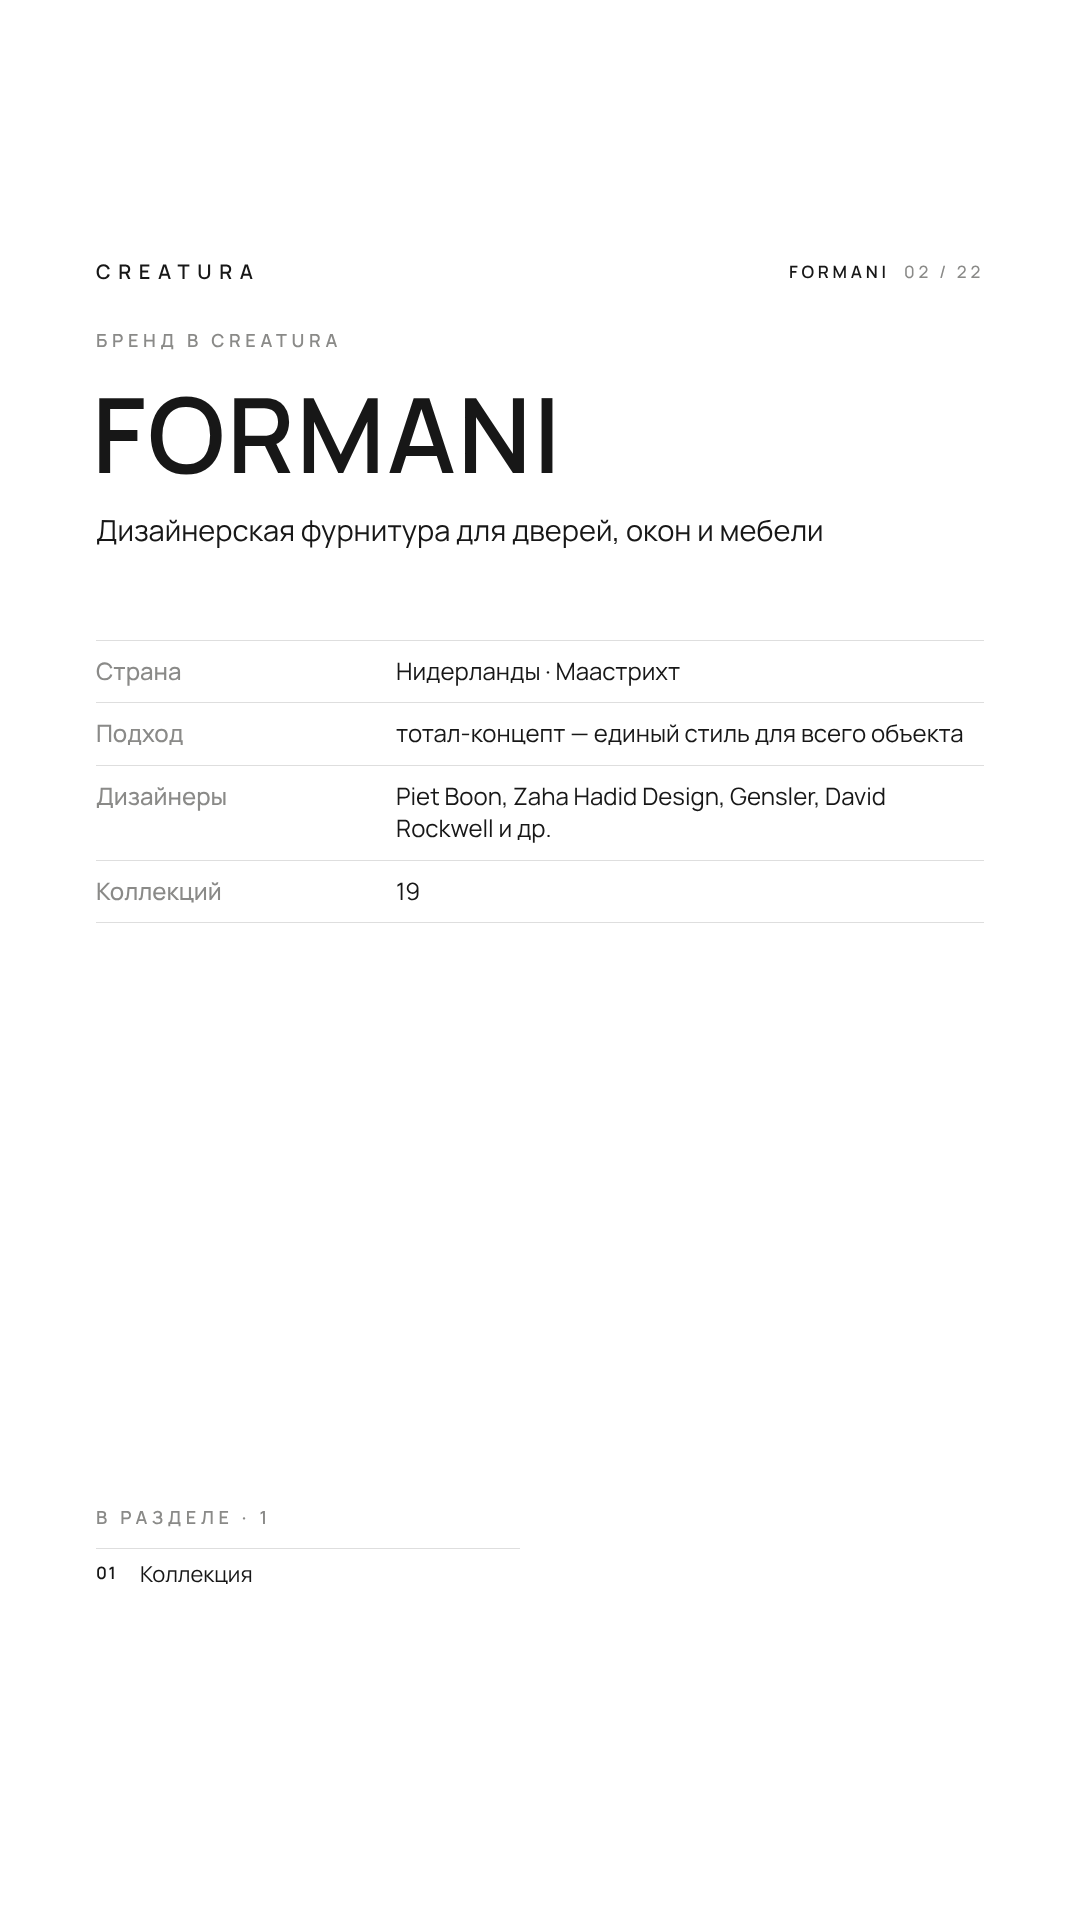 CREATURA
FORMANI 02 / 22
БРЕНД В CREATURA
FORMANI
Дизайнерская фурнитура для дверей, окон и мебели
Страна Нидерланды · Маастрихт
Подход тотал-концепт — единый стиль для всего объекта
Дизайнеры Piet Boon, Zaha Hadid Design, Gensler, David
Rockwell и др.
Коллекций 19
В РАЗДЕЛЕ · 1
01 Коллекция